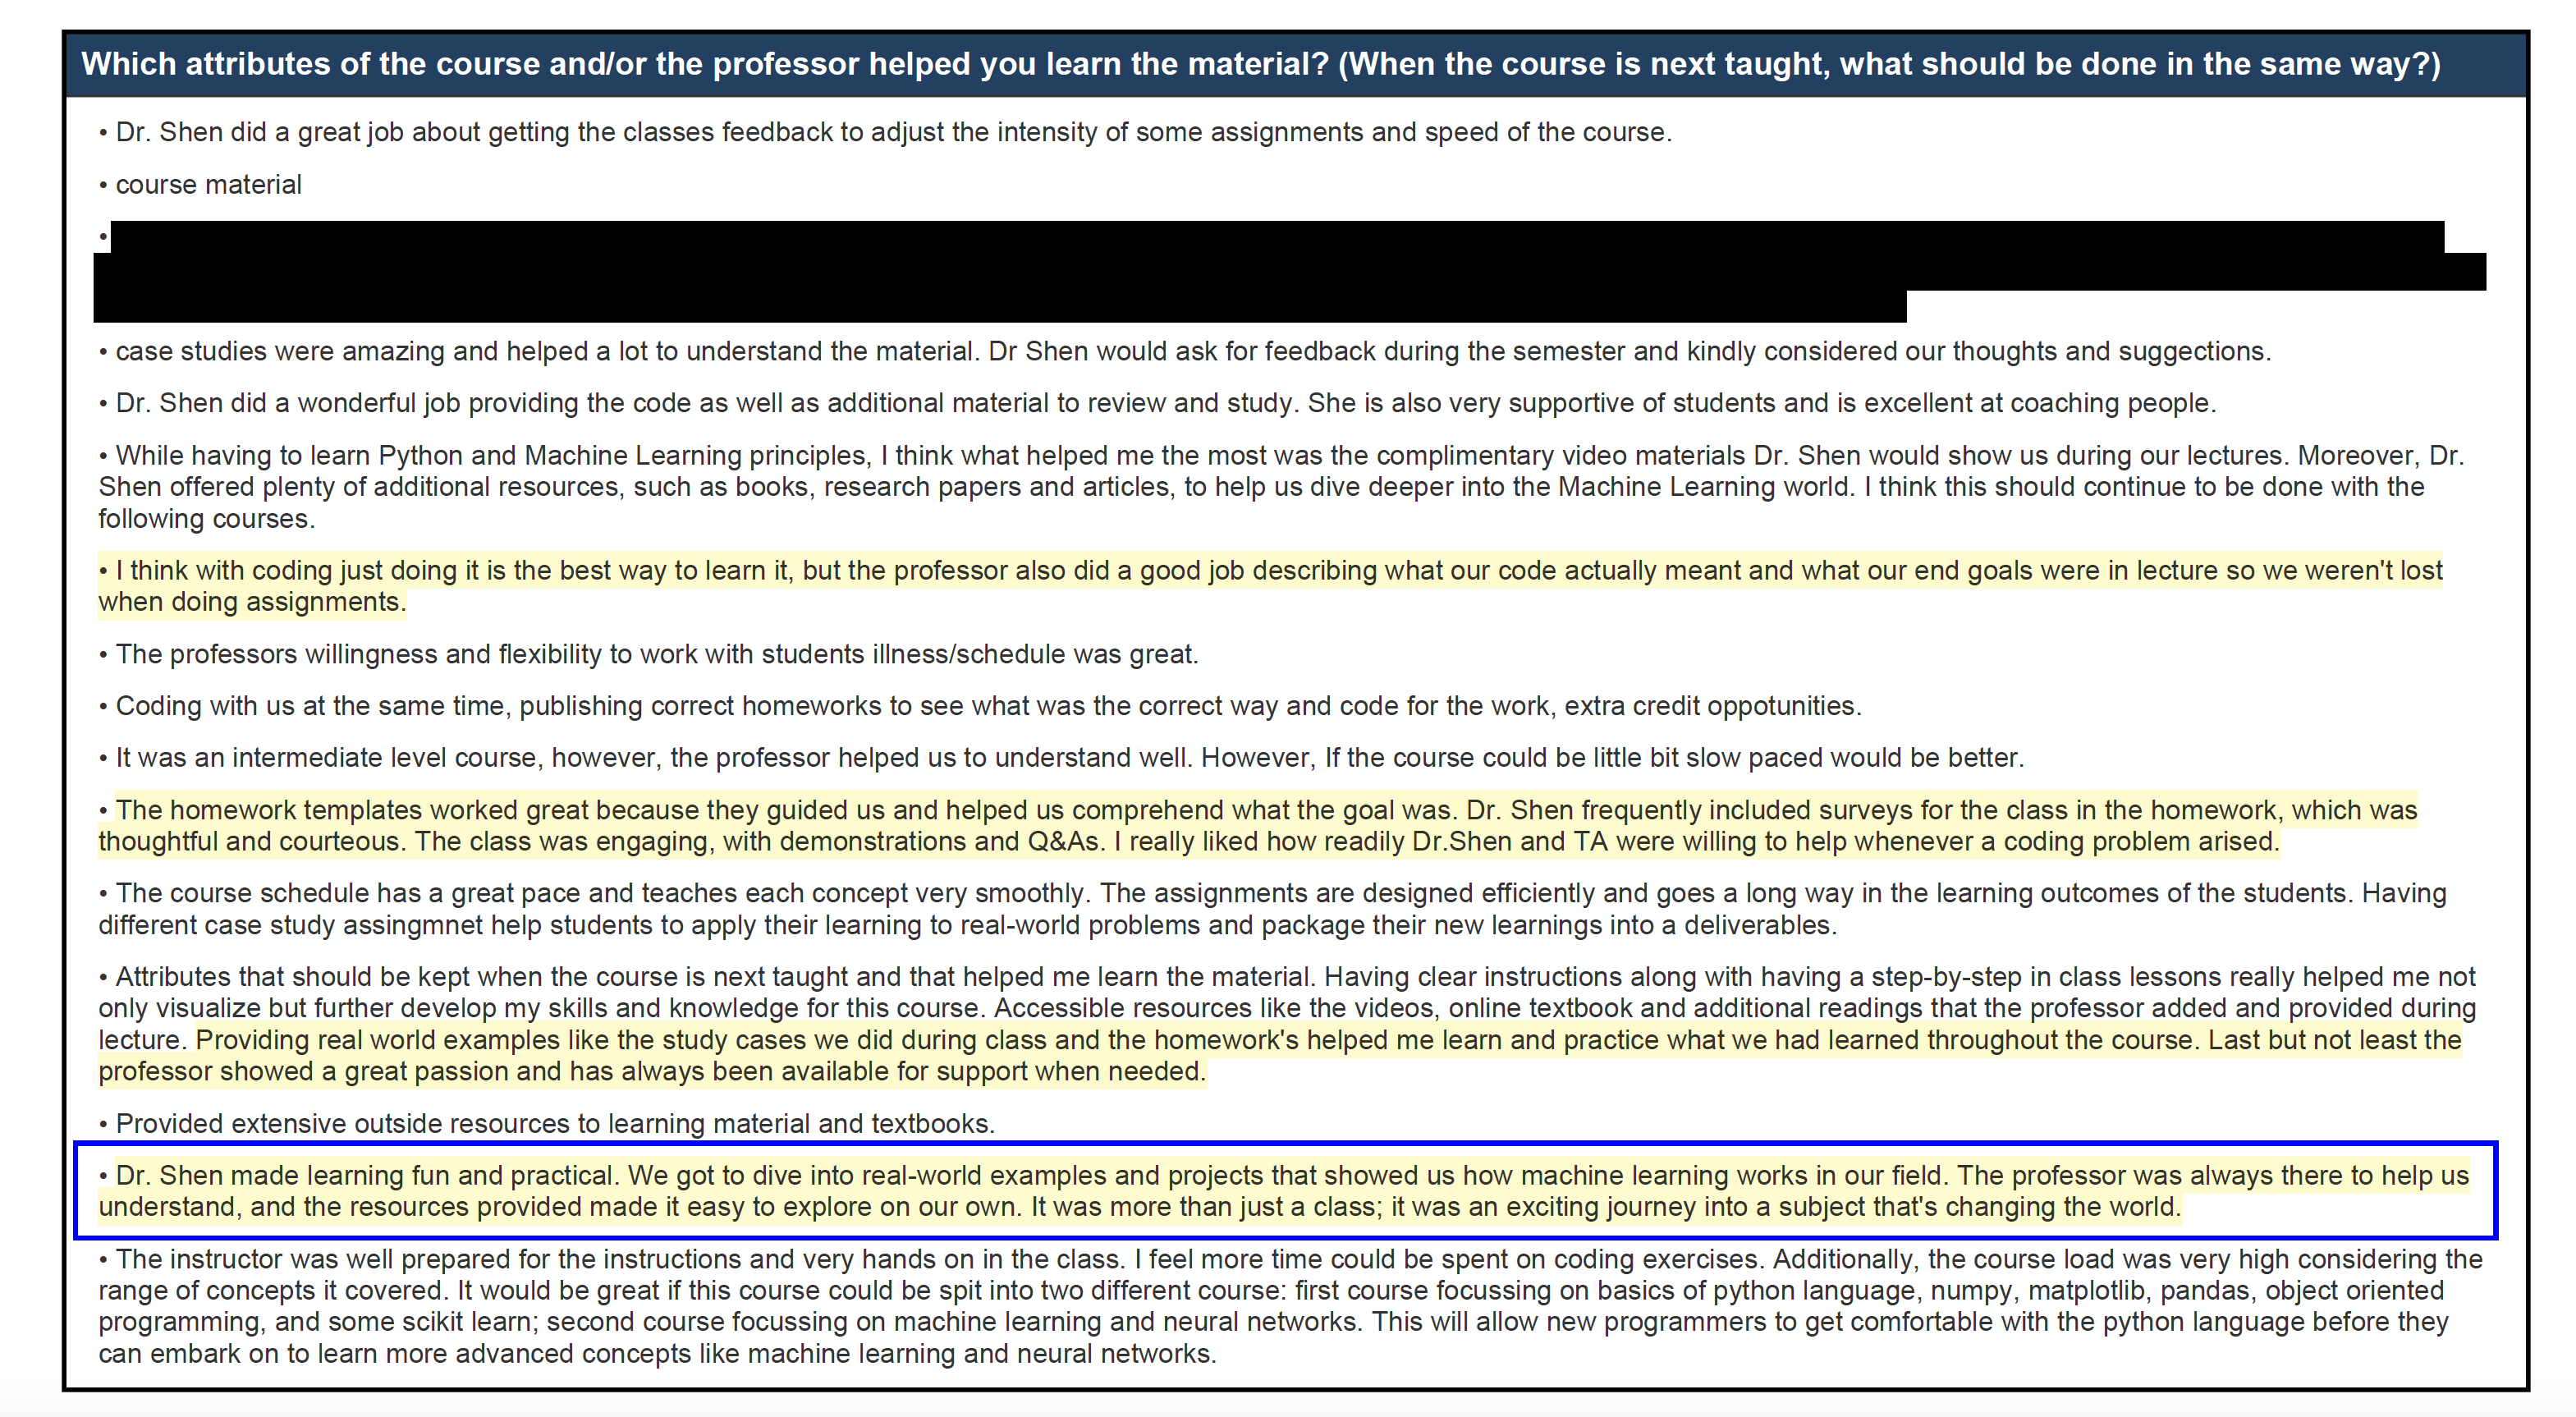 Which attributes of the course and/or the professor helped you learn the material? (When the course is next taught, what should be done in the same way?)
• Dr. Shen did a great job about getting the classes feedback to adjust the intensity of some assignments and speed of the course.
• course material
•
• case studies were amazing and helped a lot to understand the material. Dr Shen would ask for feedback during the semester and kindly considered our thoughts and suggestions.
• Dr. Shen did a wonderful job providing the code as well as additional material to review and study. She is also very supportive of students and is excellent at coaching people.
• While having to learn Python and Machine Learning principles, I think what helped me the most was the complimentary video materials Dr. Shen would show us during our lectures. Moreover, Dr.
Shen offered plenty of additional resources, such as books, research papers and articles, to help us dive deeper into the Machine Learning world. I think this should continue to be done with the
following courses.
• I think with coding just doing it is the best way to learn it, but the professor also did a good job describing what our code actually meant and what our end goals were in lecture so we weren't lost
when doing assignments.
• The professors willingness and flexibility to work with students illness/schedule was great.
• Coding with us at the same time, publishing correct homeworks to see what was the correct way and code for the work, extra credit oppotunities.
• It was an intermediate level course, however, the professor helped us to understand well. However, If the course could be little bit slow paced would be better.
• The homework templates worked great because they guided us and helped us comprehend what the goal was. Dr. Shen frequently included surveys for the class in the homework, which was
thoughtful and courteous. The class was engaging, with demonstrations and Q&As. I really liked how readily Dr.Shen and TA were willing to help whenever a coding problem arised.
• The course schedule has a great pace and teaches each concept very smoothly. The assignments are designed efficiently and goes a long way in the learning outcomes of the students. Having
different case study assingmnet help students to apply their learning to real-world problems and package their new learnings into a deliverables.
• Attributes that should be kept when the course is next taught and that helped me learn the material. Having clear instructions along with having a step-by-step in class lessons really helped me not
only visualize but further develop my skills and knowledge for this course. Accessible resources like the videos, online textbook and additional readings that the professor added and provided during
lecture. Providing real world examples like the study cases we did during class and the homework's helped me learn and practice what we had learned throughout the course. Last but not least the
professor showed a great passion and has always been available for support when needed.
• Provided extensive outside resources to learning material and textbooks.
• Dr. Shen made learning fun and practical. We got to dive into real-world examples and projects that showed us how machine learning works in our field. The professor was always there to help us
understand, and the resources provided made it easy to explore on our own. It was more than just a class; it was an exciting journey into a subject that's changing the world.
• The instructor was well prepared for the instructions and very hands on in the class. I feel more time could be spent on coding exercises. Additionally, the course load was very high considering the
range of concepts it covered. It would be great if this course could be spit into two different course: first course focussing on basics of python language, numpy, matplotlib, pandas, object oriented
programming, and some scikit learn; second course focussing on machine learning and neural networks. This will allow new programmers to get comfortable with the python language before they
can embark on to learn more advanced concepts like machine learning and neural networks.